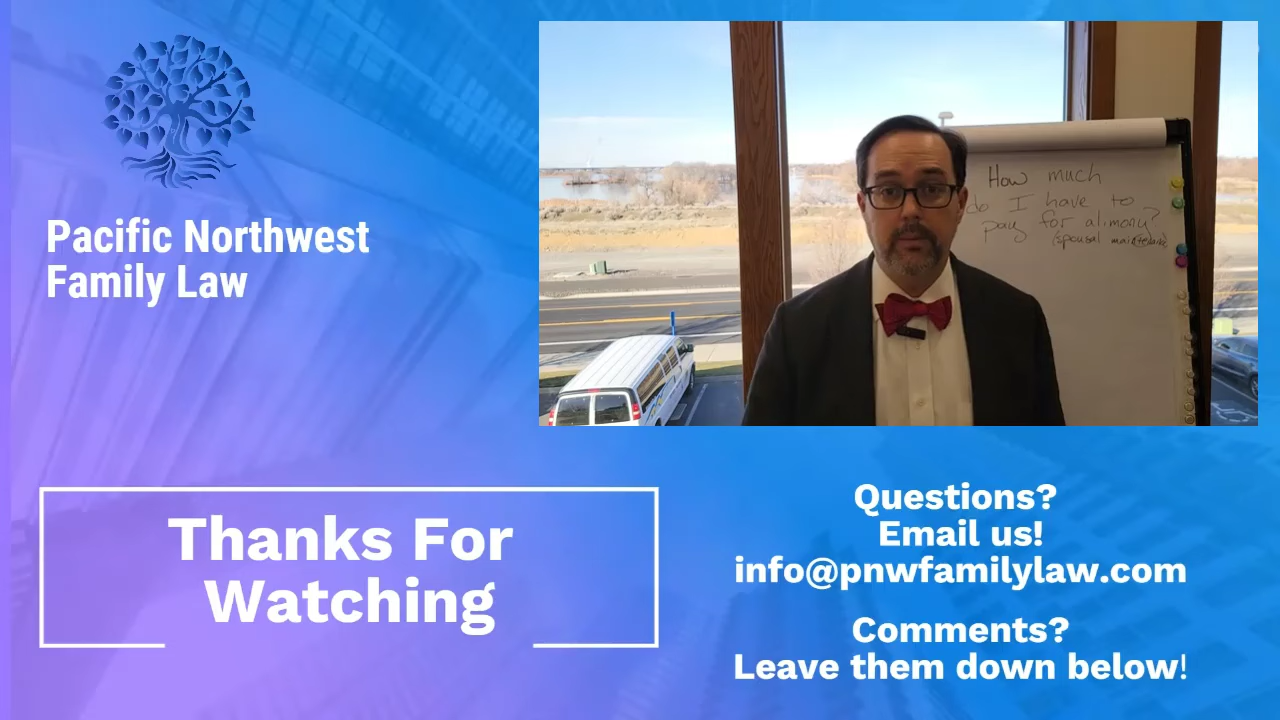 Pacific Northwest
Family Law
How much
do I have to
pay for alimony?
(spousal maintenance)
Thanks For
Watching
Questions?
Email us!
info@pnwfamilylaw.com
Comments?
Leave them down below!